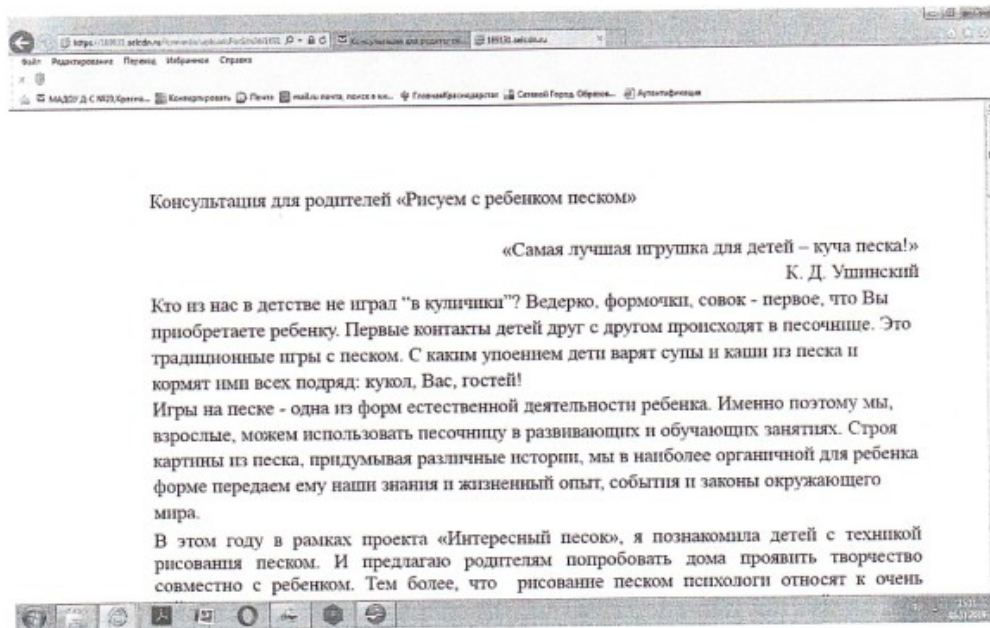 Файл Редактирование Переход Избранное Справка
Консультация для родителей «Рисуем с ребенком песком»
«Самая лучшая игрушка для детей – куча песка!»
К. Д. Ушинский
Кто из нас в детстве не играл “в куличики”? Ведерко, формочки, совок - первое, что Вы
приобретаете ребенку. Первые контакты детей друг с другом происходят в песочнице. Это
традиционные игры с песком. С каким упоением дети варят супы и каши из песка и
кормят ими всех подряд: кукол, Вас, гостей!
Игры на песке - одна из форм естественной деятельности ребенка. Именно поэтому мы,
взрослые, можем использовать песочницу в развивающих и обучающих занятиях. Строя
картины из песка, придумывая различные истории, мы в наиболее органичной для ребенка
форме передаем ему наши знания и жизненный опыт, события и законы окружающего
мира.
В этом году в рамках проекта «Интересный песок», я познакомила детей с техникой
рисования песком. И предлагаю родителям попробовать дома проявить творчество
совместно с ребенком. Тем более, что рисование песком психологи относят к очень